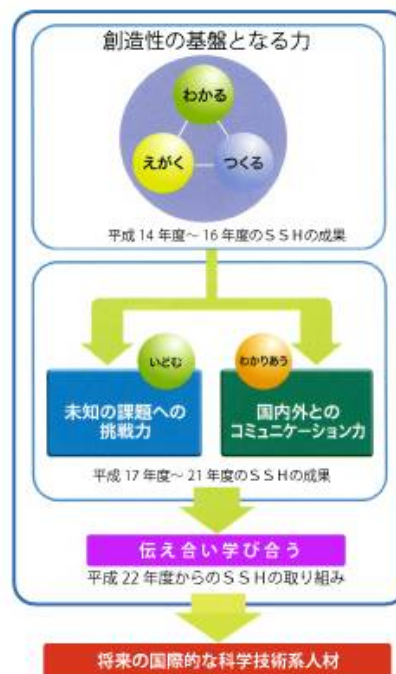 創造性の基盤となる力
わかる
えがく
つくる
平成14年度～16年度のSSHの成果
いどむ
わかりあう
未知の課題への
挑戦力
国内外との
コミュニケーション力
平成17年度～21年度のSSHの成果
伝え合い学び合う
平成22年度からのSSHの取り組み
将来の国際的な科学技術系人材